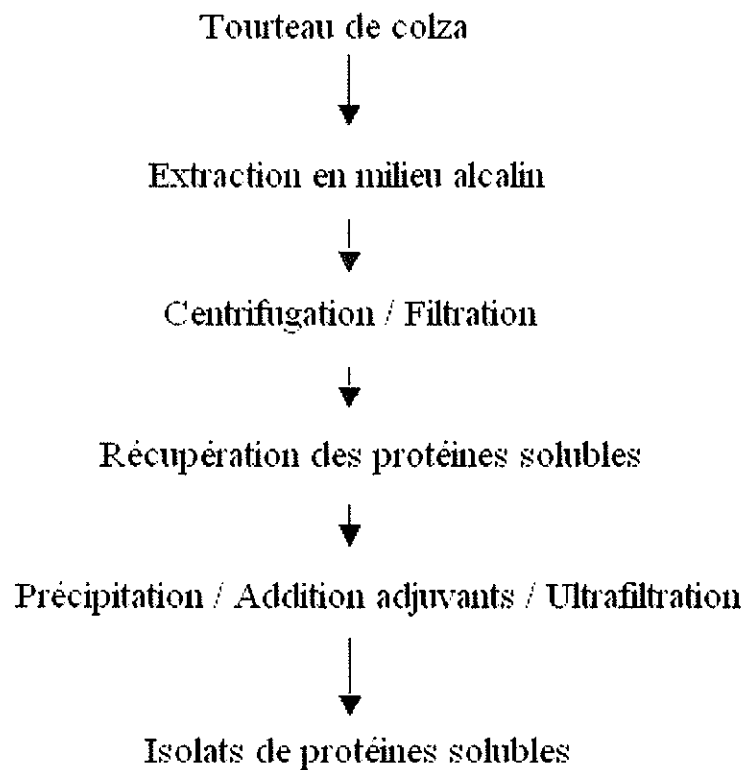 Tourteau de colza
Extraction en milieu alcalin
Centrifugation / Filtration
Récupération des protéines solubles
Précipitation / Addition adjuvants / Ultrafiltration
Isolats de protéines solubles